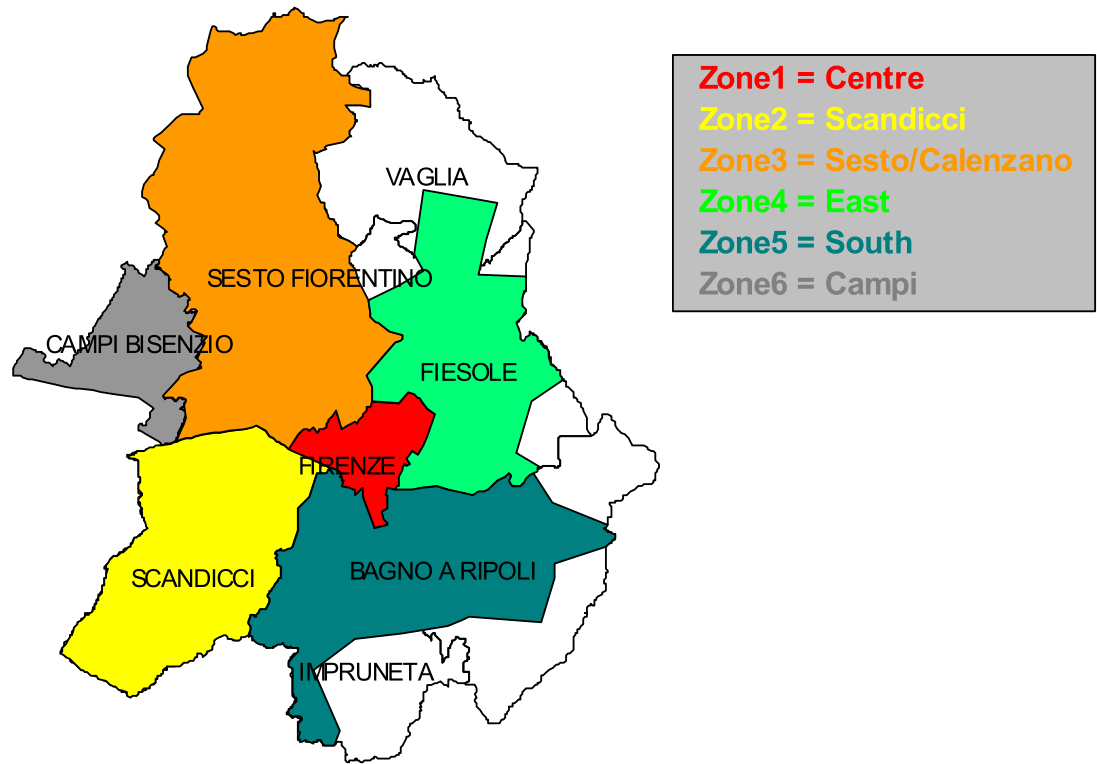 Zone1 = Centre
Zone2 = Scandicci
Zone3 = Sesto/Calenzano
Zone4 = East
Zone5 = South
Zone6 = Campi
VAGLIA
SESTO FIORENTINO
CAMPI BISENZIO
FIESOLE
FIRENZE
SCANDICCI
BAGNO A RIPOLI
IMPRUNETA